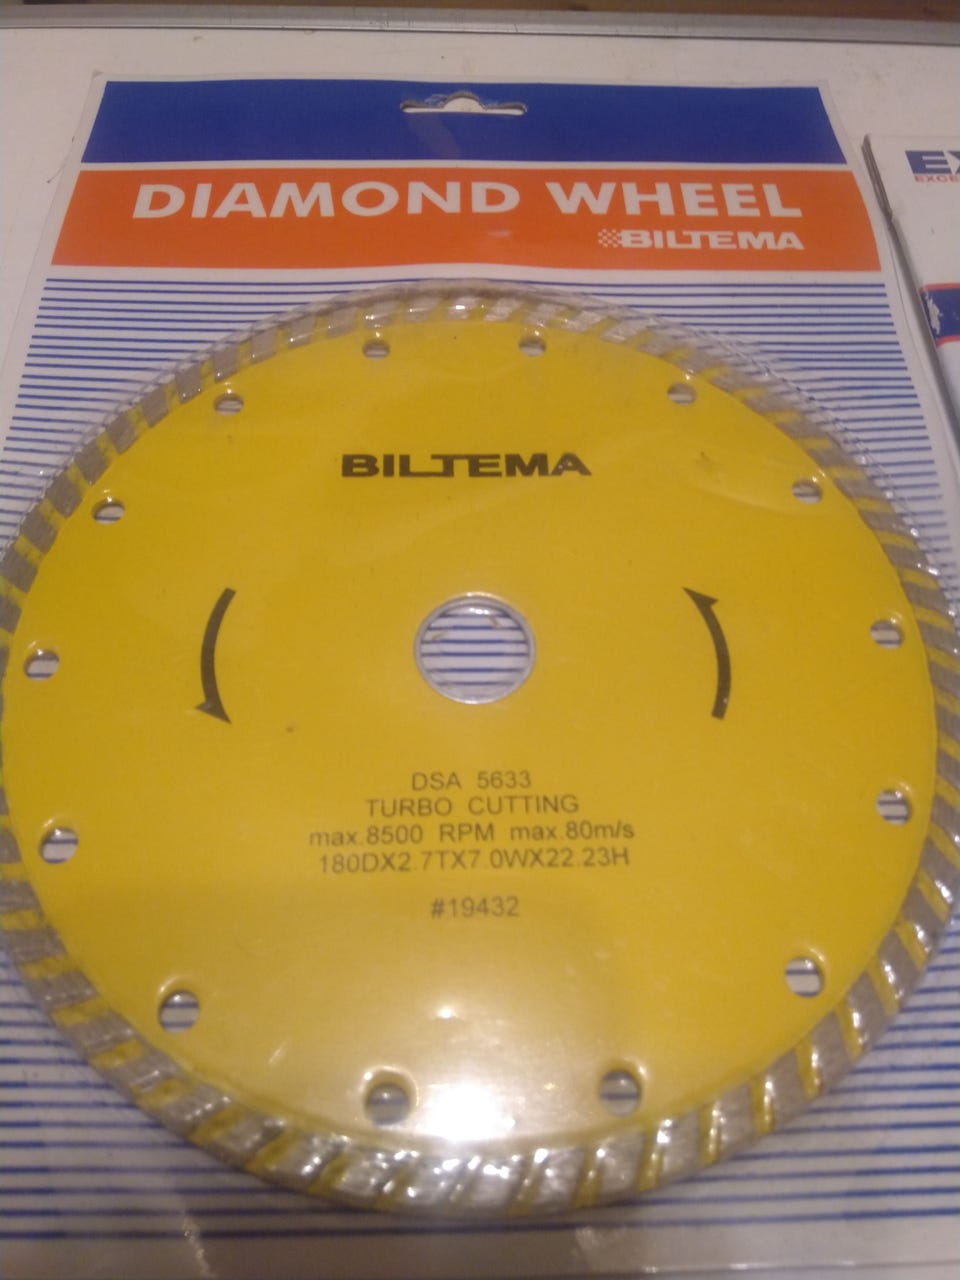 DIAMOND WHEEL
BILTEMA
BILTEMA
DSA 5633
TURBO CUTTING
max.8500 RPM max.80m/s
180DX2.7TX7.0WX22.23H
#19432